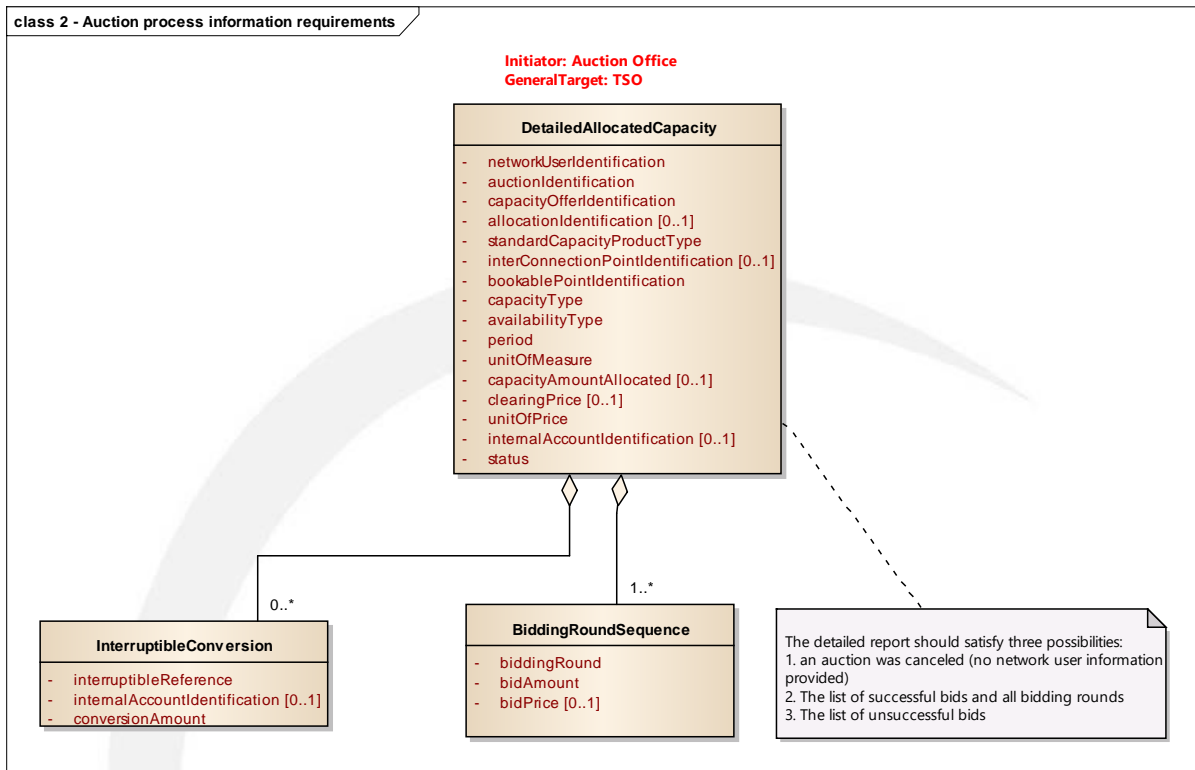 class 2 - Auction process information requirements
Initiator: Auction Office
GeneralTarget: TSO
DetailedAllocatedCapacity
- networkUserIdentification
- auctionIdentification
- capacityOfferIdentification
- allocationIdentification [0..1]
- standardCapacityProductType
- interConnectionPointIdentification [0..1]
- bookablePointIdentification
- capacityType
- availabilityType
- period
- unitOfMeasure
- capacityAmountAllocated [0..1]
- clearingPrice [0..1]
- unitOfPrice
- internalAccountIdentification [0..1]
- status
0..*
1..*
InterruptibleConversion
- interruptibleReference
- internalAccountIdentification [0..1]
- conversionAmount
BiddingRoundSequence
- biddingRound
- bidAmount
- bidPrice [0..1]
The detailed report should satisfy three possibilities:
1. an auction was canceled (no network user information
provided)
2. The list of successful bids and all bidding rounds
3. The list of unsuccessful bids